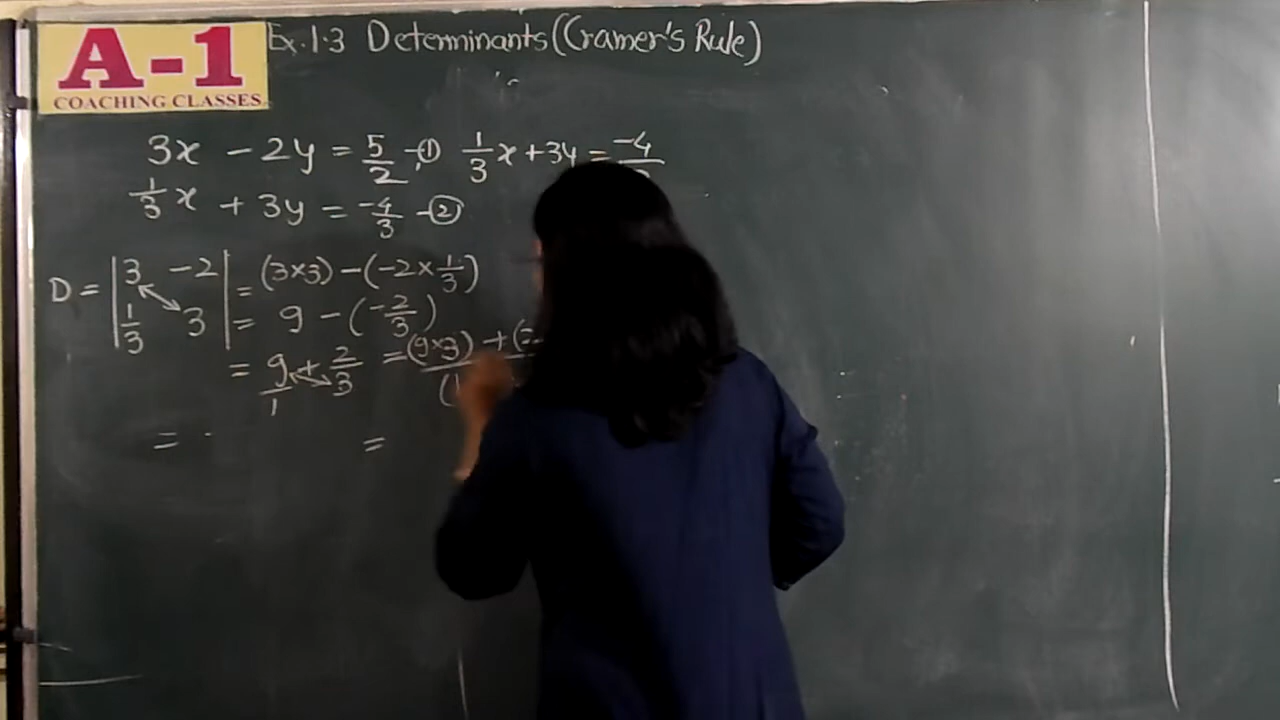 A-1
COACHING CLASSES
Ex. 1.3 Determinants (Cramer's Rule)
3x - 2y = 5/2 - ① 1/3 x + 3y = -4
1/3 x + 3y = -4/3 - ②
D = | 3 -2 | = (3×3) - (-2 × 1/3)
| 1/3 3 | = 9 - (-2/3)
= 9/1 + 2/3 = (9×3) + (
= =